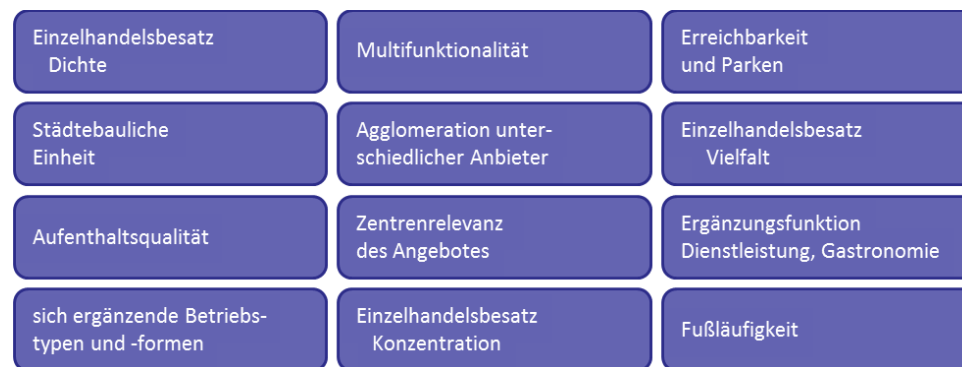 Einzelhandelsbesatz
Dichte
Multifunktionalität
Erreichbarkeit
und Parken
Städtebauliche
Einheit
Agglomeration unter-
schiedlicher Anbieter
Einzelhandelsbesatz
Vielfalt
Aufenthaltsqualität
Zentrenrelevanz
des Angebotes
Ergänzungsfunktion
Dienstleistung, Gastronomie
sich ergänzende Betriebs-
typen und -formen
Einzelhandelsbesatz
Konzentration
Fußläufigkeit